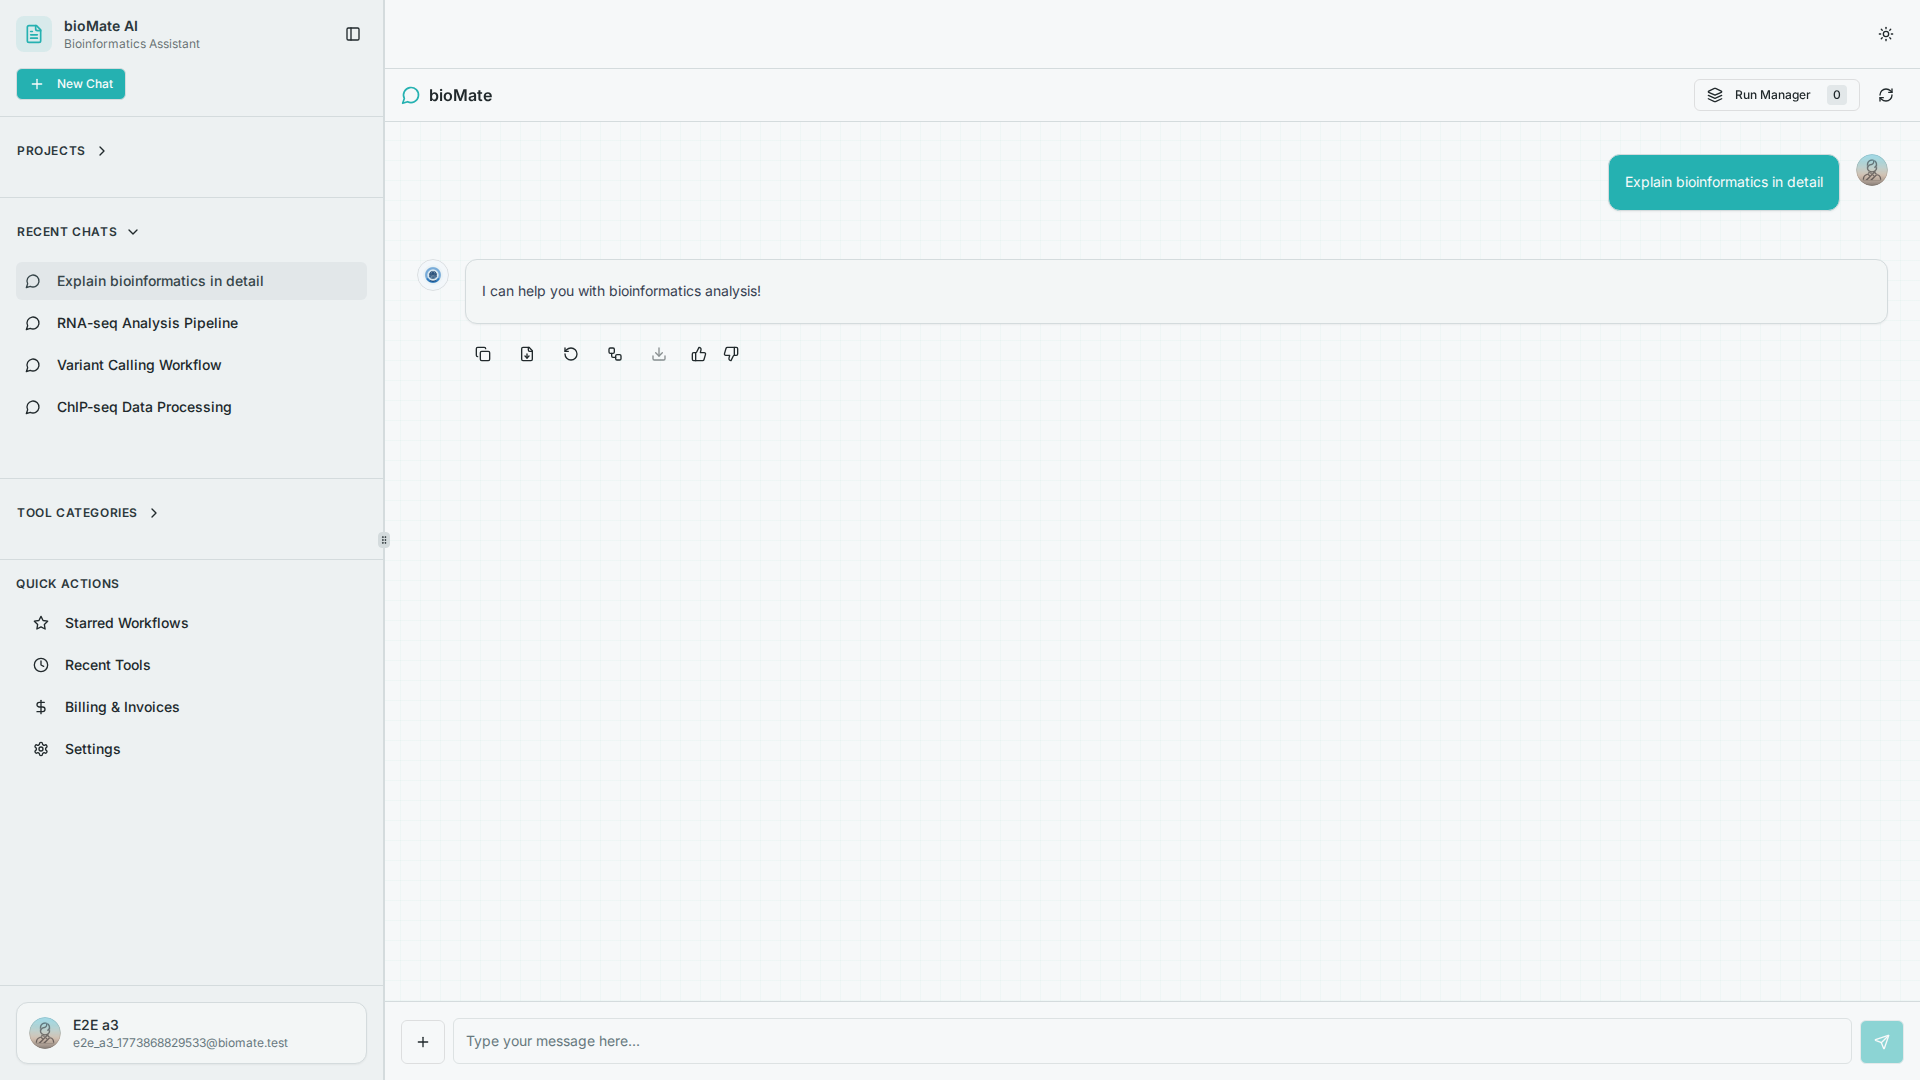 bioMate AI
Bioinformatics Assistant
New Chat
PROJECTS
RECENT CHATS
Explain bioinformatics in detail
RNA-seq Analysis Pipeline
Variant Calling Workflow
ChIP-seq Data Processing
TOOL CATEGORIES
QUICK ACTIONS
Starred Workflows
Recent Tools
Billing & Invoices
Settings
E2E a3
e2e_a3_1773868829533@biomate.test
bioMate
Run Manager 0
Explain bioinformatics in detail
I can help you with bioinformatics analysis!
Type your message here...